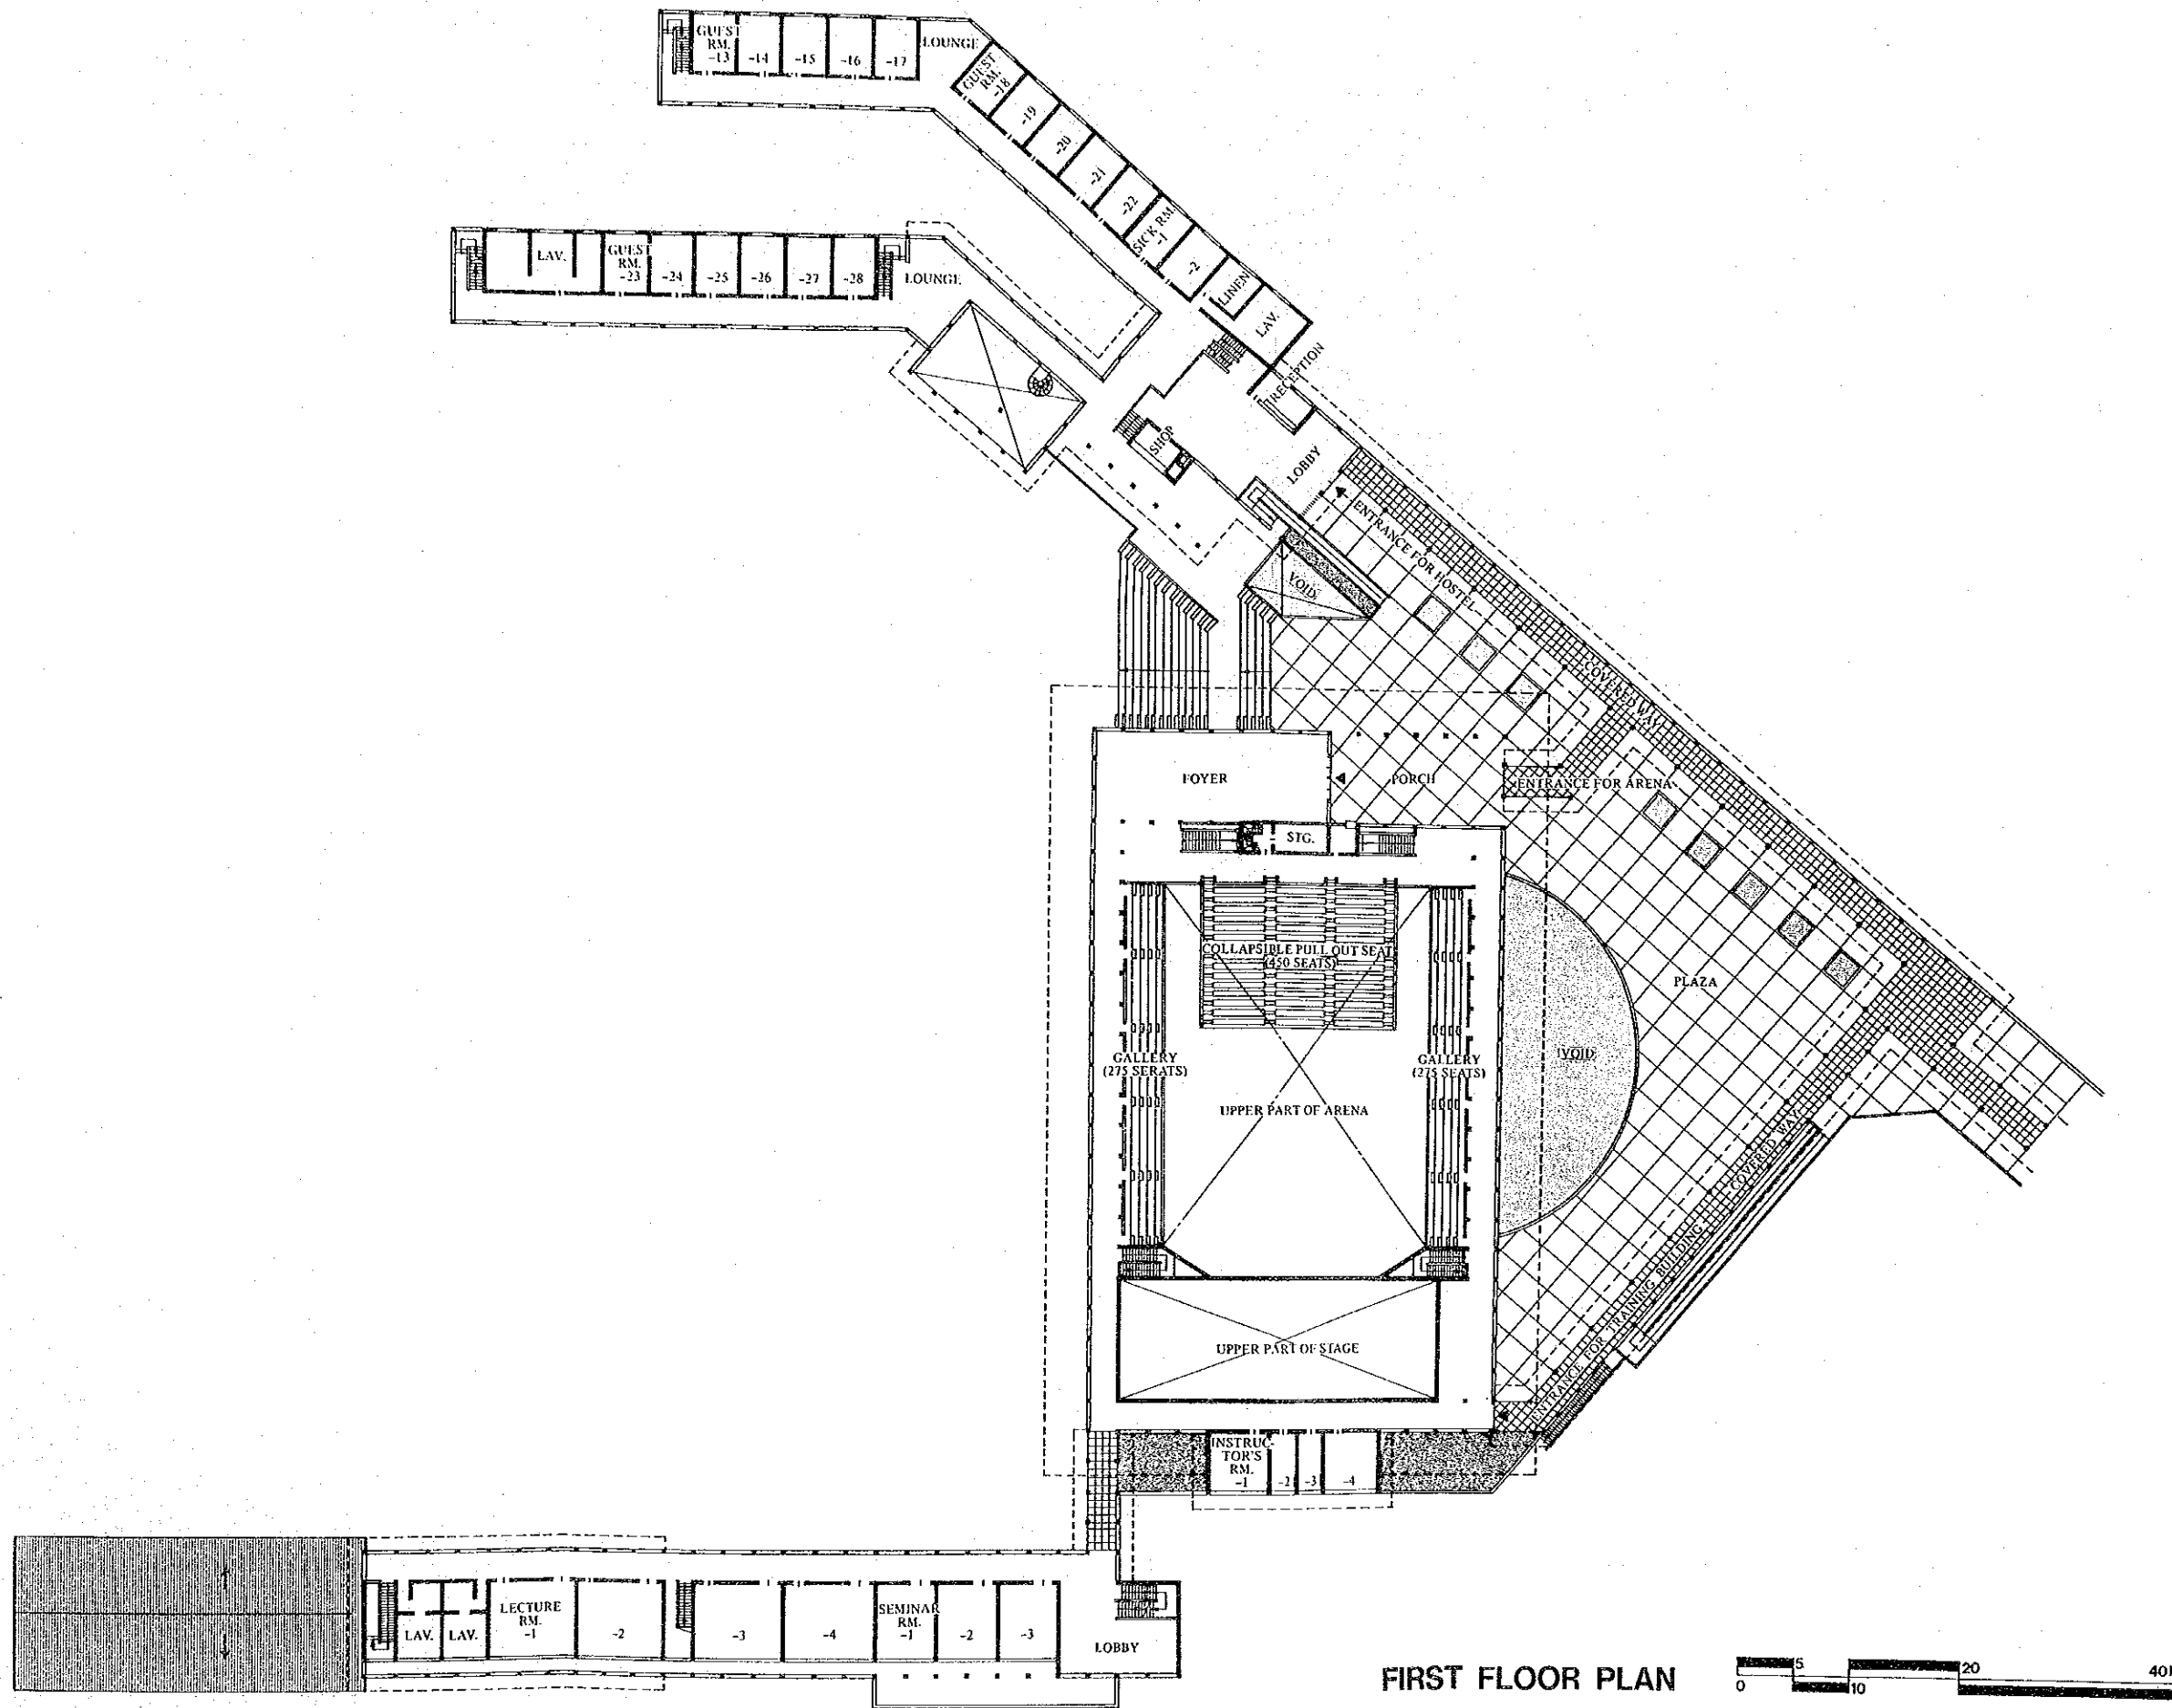 GUEST
RM.
-13
-14
-15
-16
-17
LOUNGE
GUEST
RM.
-18
-19
-20
-21
-22
SICK RM.
-1
-2
LINEN
LAV.
LAV.
GUEST
RM.
-23
-24
-25
-26
-27
-28
LOUNGE
RECEPTION
SHOP
LOBBY
ENTRANCE FOR HOSTEL
VOID
COVERED WAY
FOYER
PORCH
ENTRANCE FOR ARENA
STG.
COLLAPSIBLE PULL OUT SEAT
(450 SEATS)
PLAZA
GALLERY
(275 SERATS)
GALLERY
(275 SEATS)
VOID
UPPER PART OF ARENA
COVERED WAY
ENTRANCE FOR TRAINING BUILDING
UPPER PART OF STAGE
INSTRUC-
TOR'S
RM.
-1
-2
-3
-4
LAV.
LAV.
LECTURE
RM.
-1
-2
-3
-4
SEMINAR
RM.
-1
-2
-3
LOBBY
FIRST FLOOR PLAN
0
5
10
20